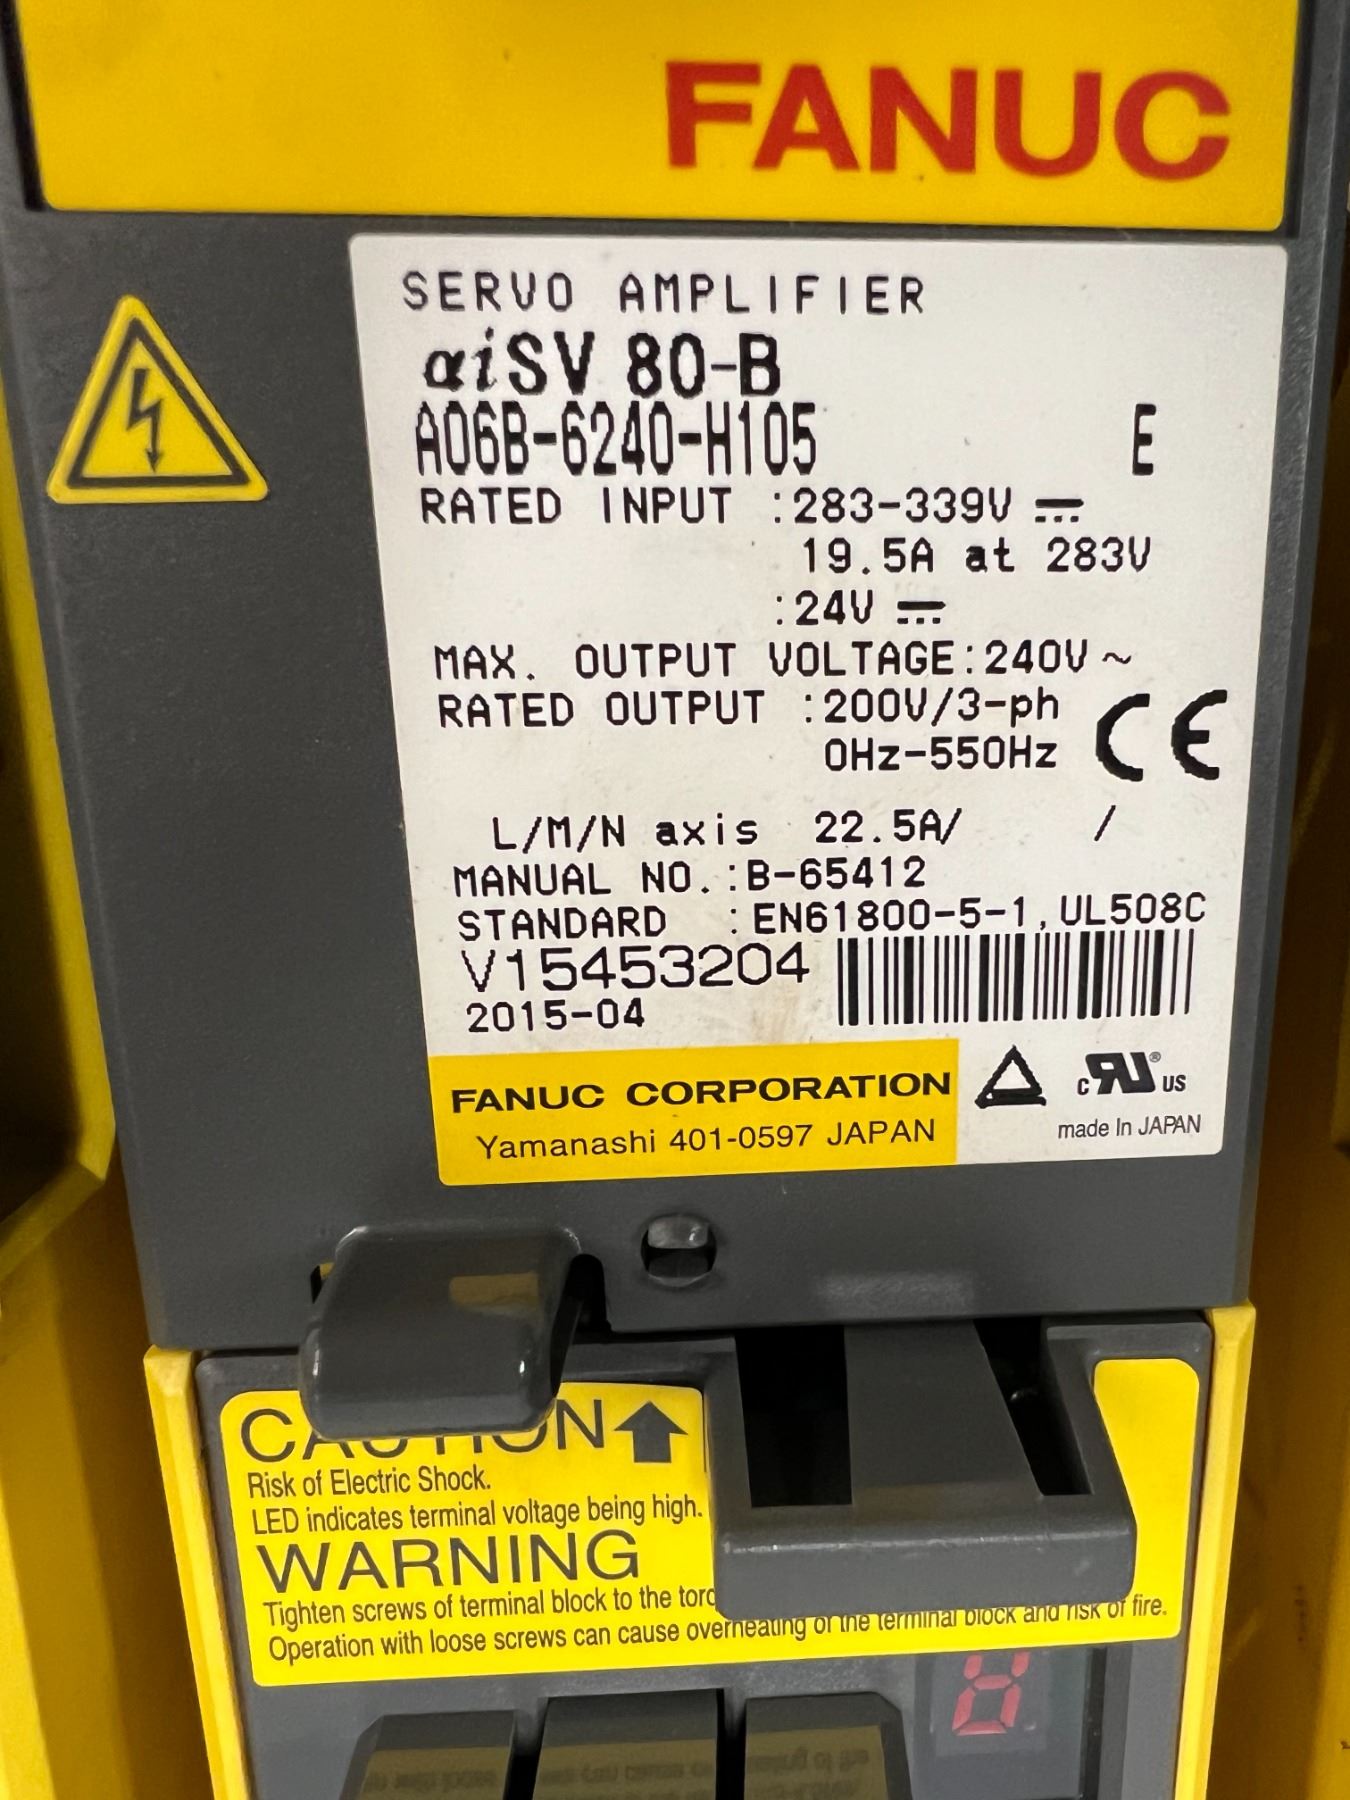 FANUC
SERVO AMPLIFIER
αiSV 80-B
A06B-6240-H105 E
RATED INPUT :283-339V ⎓
19.5A at 283V
:24V ⎓
MAX. OUTPUT VOLTAGE:240V~
RATED OUTPUT :200V/3-ph
0Hz-550Hz CE
L/M/N axis 22.5A/ /
MANUAL NO.:B-65412
STANDARD :EN61800-5-1,UL508C
V15453204
2015-04
FANUC CORPORATION
Yamanashi 401-0597 JAPAN
c RU ® US
made In JAPAN
CAUTION
Risk of Electric Shock.
LED indicates terminal voltage being high.
WARNING
Tighten screws of terminal block to the
Operation with loose screws can cause overheating of the terminal block and risk of fire.